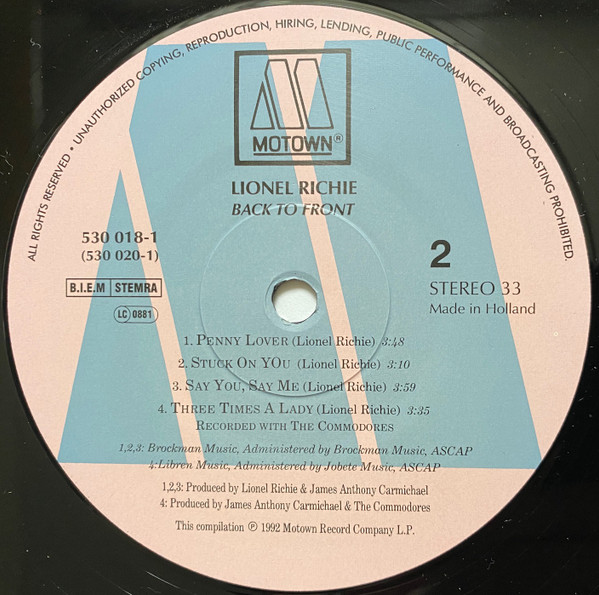 ALL RIGHTS RESERVED • UNAUTHORIZED COPYING, REPRODUCTION, HIRING, LENDING, PUBLIC PERFORMANCE AND BROADCASTING PROHIBITED.
MOTOWN®
LIONEL RICHIE
BACK TO FRONT
530 018-1
(530 020-1)
B.I.E.M STEMRA
LC 0881
2
STEREO 33
Made in Holland
1. PENNY LOVER (Lionel Richie) 3:48
2. STUCK ON YOU (Lionel Richie) 3:10
3. SAY YOU, SAY ME (Lionel Richie) 3:59
4. THREE TIMES A LADY (Lionel Richie) 3:35
RECORDED WITH THE COMMODORES
1,2,3: Brockman Music, Administered by Brockman Music, ASCAP
4:Libren Music, Administered by Jobete Music, ASCAP
1,2,3: Produced by Lionel Richie & James Anthony Carmichael
4: Produced by James Anthony Carmichael & The Commodores
This compilation ℗ 1992 Motown Record Company L.P.